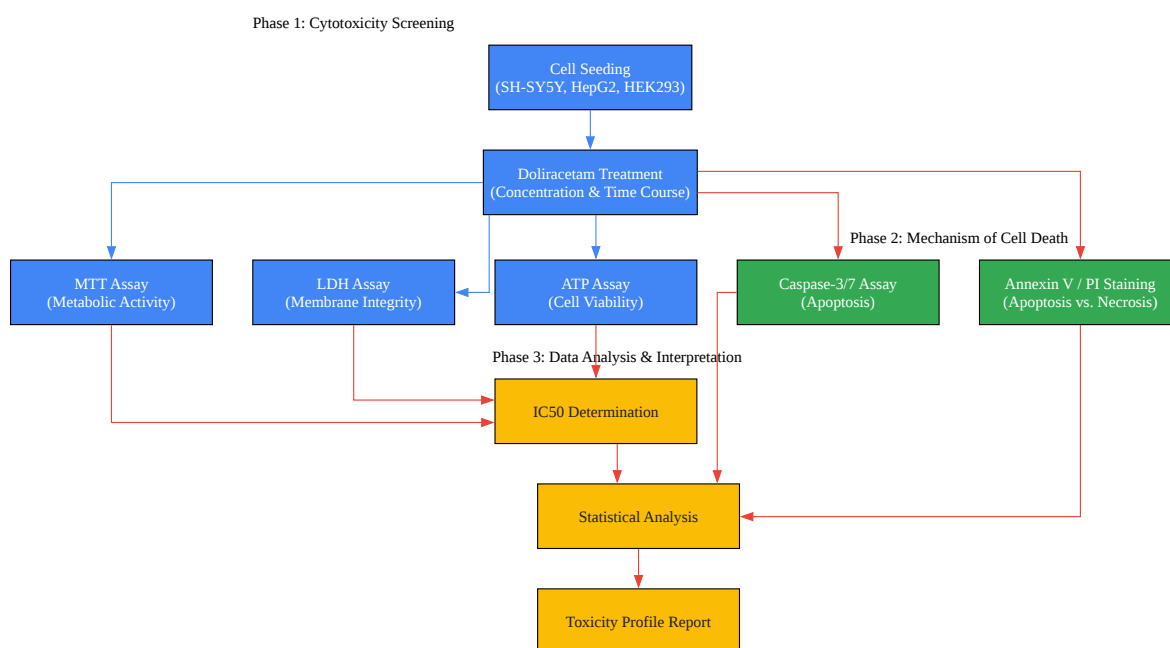 Phase 1: Cytotoxicity Screening
Cell Seeding
(SH-SY5Y, HepG2, HEK293)
Doliracetam Treatment
(Concentration & Time Course)
Phase 2: Mechanism of Cell Death
MTT Assay
(Metabolic Activity)
LDH Assay
(Membrane Integrity)
ATP Assay
(Cell Viability)
Caspase-3/7 Assay
(Apoptosis)
Annexin V / PI Staining
(Apoptosis vs. Necrosis)
Phase 3: Data Analysis & Interpretation
IC50 Determination
Statistical Analysis
Toxicity Profile Report